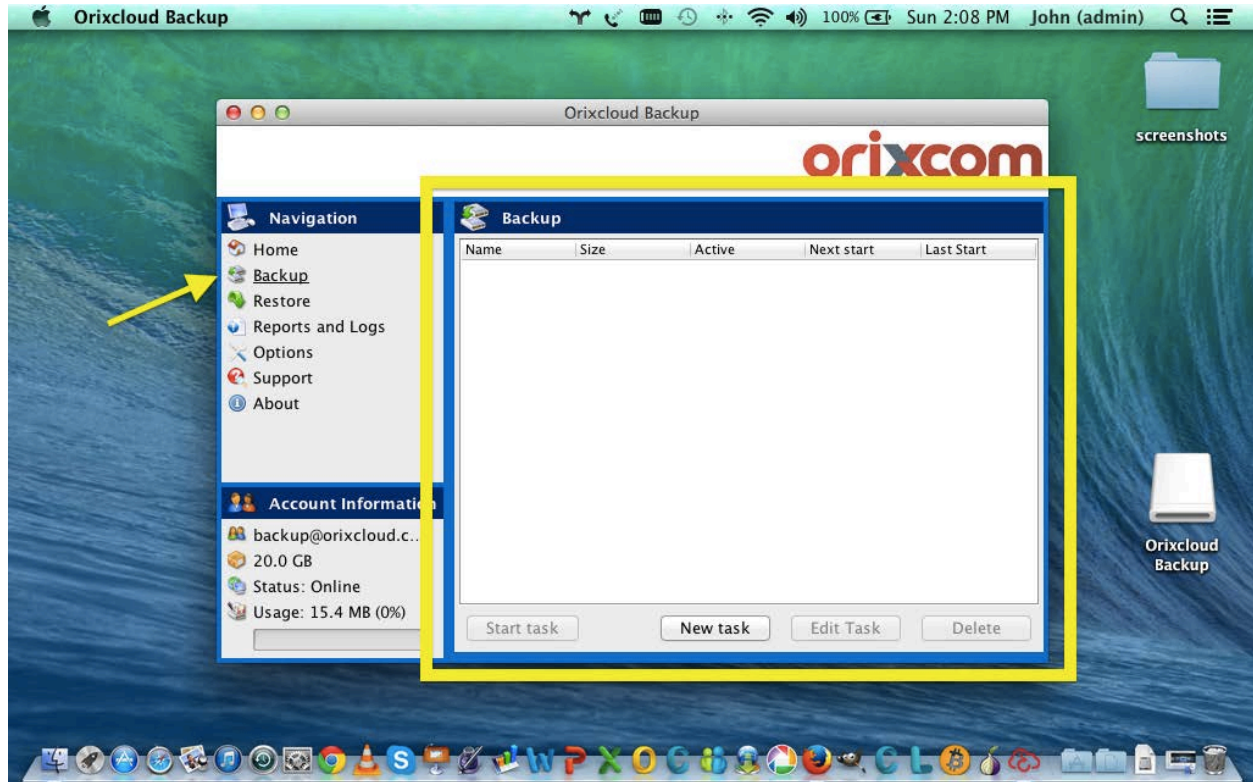 Orixcloud Backup
100%
Sun 2:08 PM
John (admin)
screenshots
Orixcloud Backup
orixcom
Navigation
Home
Backup
Restore
Reports and Logs
Options
Support
About
Account Information
backup@orixcloud.c...
20.0 GB
Status: Online
Usage: 15.4 MB (0%)
Backup
Name Size Active Next start Last Start
Start task New task Edit Task Delete
Orixcloud
Backup